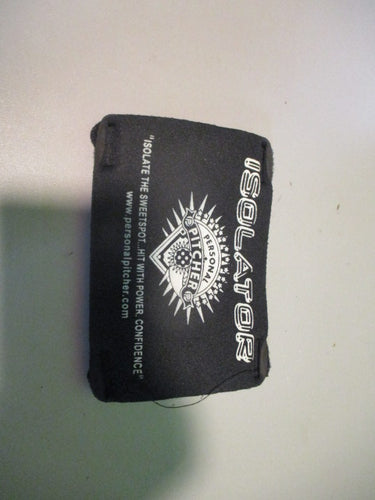 ISOLATOR
PERSONAL
PITCHER
"ISOLATE THE SWEETSPOT...HIT WITH POWER, CONFIDENCE"
www.personalpitcher.com